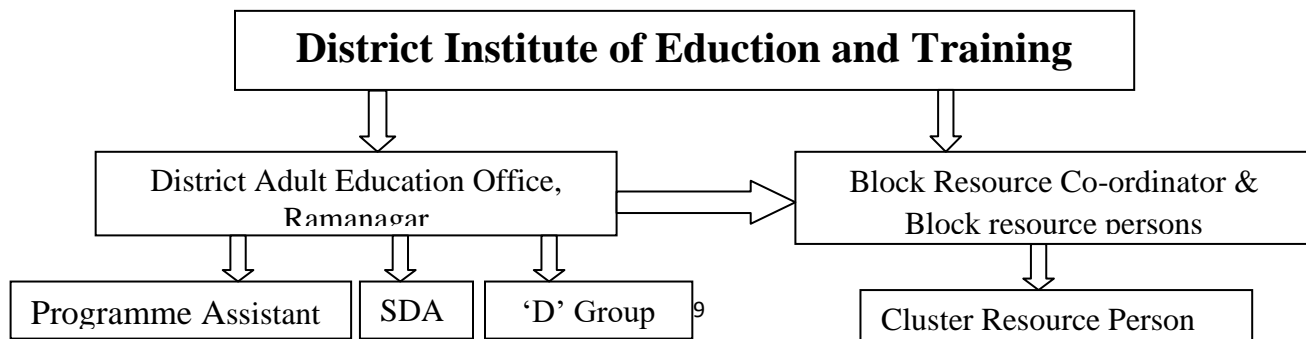 District Institute of Eduction and Training
District Adult Education Office,
Ramanagar
Block Resource Co-ordinator &
Block resource persons
Programme Assistant
SDA
‘D’ Group
9
Cluster Resource Person